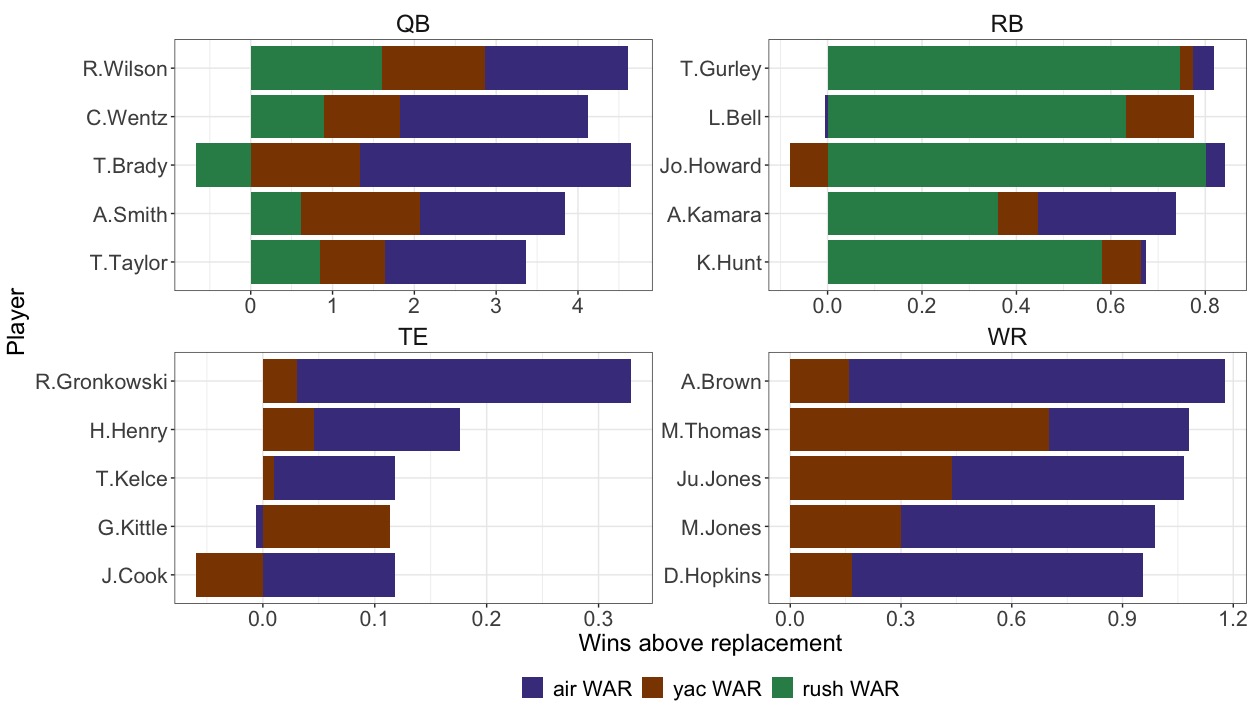 QB
R.Wilson
C.Wentz
T.Brady
A.Smith
T.Taylor
0 1 2 3 4
RB
T.Gurley
L.Bell
Jo.Howard
A.Kamara
K.Hunt
0.0 0.2 0.4 0.6 0.8
Player
TE
R.Gronkowski
H.Henry
T.Kelce
G.Kittle
J.Cook
0.0 0.1 0.2 0.3
WR
A.Brown
M.Thomas
Ju.Jones
M.Jones
D.Hopkins
0.0 0.3 0.6 0.9 1.2
Wins above replacement
air WAR yac WAR rush WAR